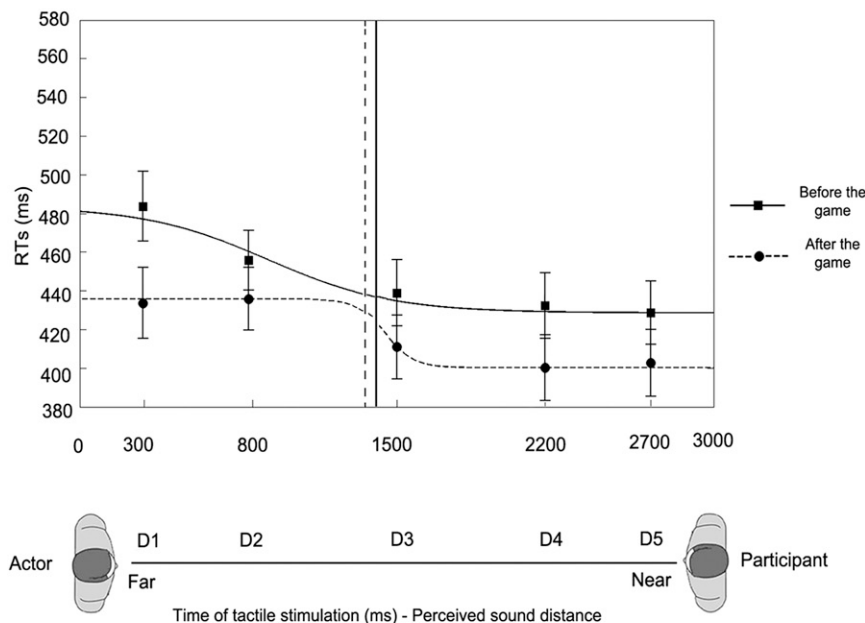 580
560
540
520
500
480
460
440
420
400
380
RTs (ms)
Before the
game
After the
game
0 300 800 1500 2200 2700 3000
D1 D2 D3 D4 D5
Actor Participant
Far Near
Time of tactile stimulation (ms) - Perceived sound distance